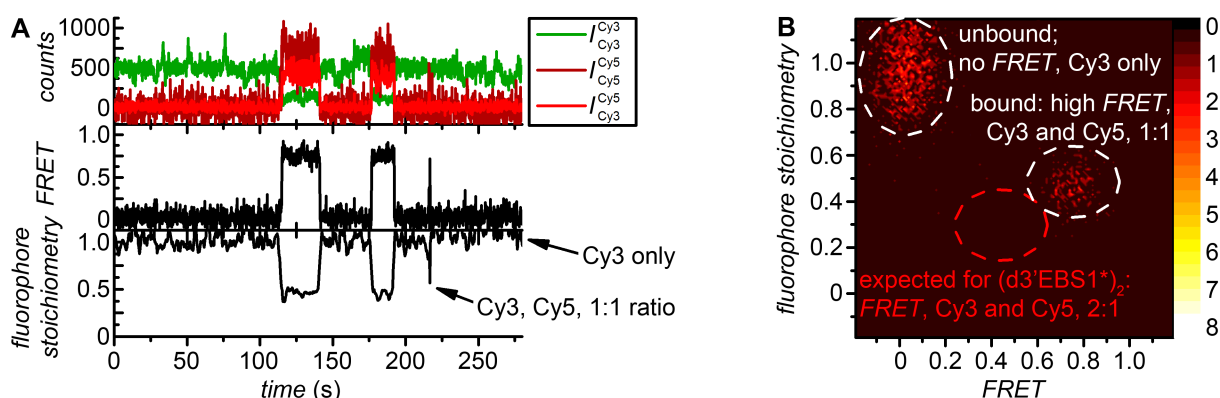 A
counts
1000
500
0
I Cy3 Cy3
I Cy5 Cy5
I Cy5 Cy3
FRET
1.0
0.5
0
fluorophore
stoichiometry
1.0
0.5
0
Cy3 only
Cy3, Cy5, 1:1 ratio
0 50 100 150 200 250
time (s)
B
fluorophore stoichiometry
1.0
0.8
0.6
0.4
0.2
0
unbound;
no FRET, Cy3 only
bound: high FRET,
Cy3 and Cy5, 1:1
expected for (d3'EBS1*)2:
FRET, Cy3 and Cy5, 2:1
0 0.2 0.4 0.6 0.8 1.0
FRET
0
1
2
3
4
5
6
7
8